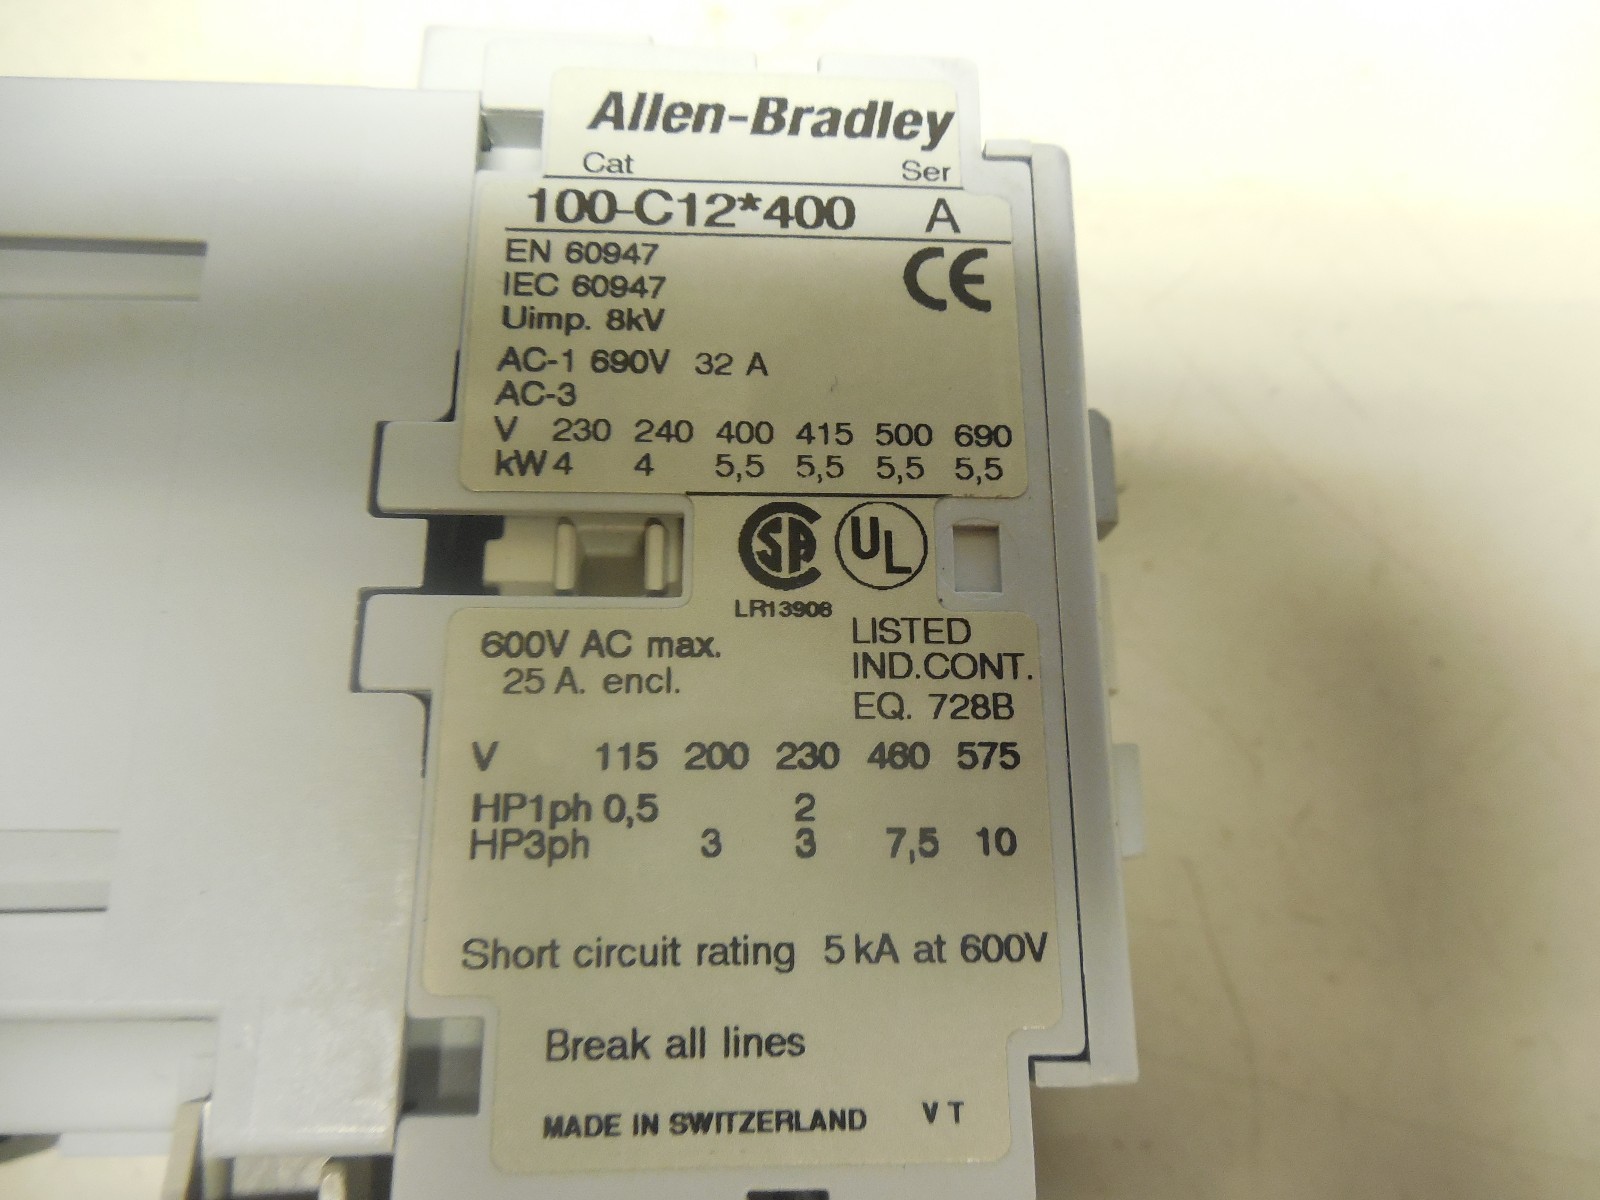 Allen-Bradley
Cat Ser
100-C12*400 A
EN 60947
IEC 60947
CE
Uimp. 8kV
AC-1 690V 32 A
AC-3
V 230 240 400 415 500 690
kW 4 4 5,5 5,5 5,5 5,5
SA UL
LR13908
600V AC max.
25 A. encl.
LISTED
IND.CONT.
EQ. 728B
V 115 200 230 460 575
HP1ph 0,5 2
HP3ph 3 3 7,5 10
Short circuit rating 5 kA at 600V
Break all lines
MADE IN SWITZERLAND V T